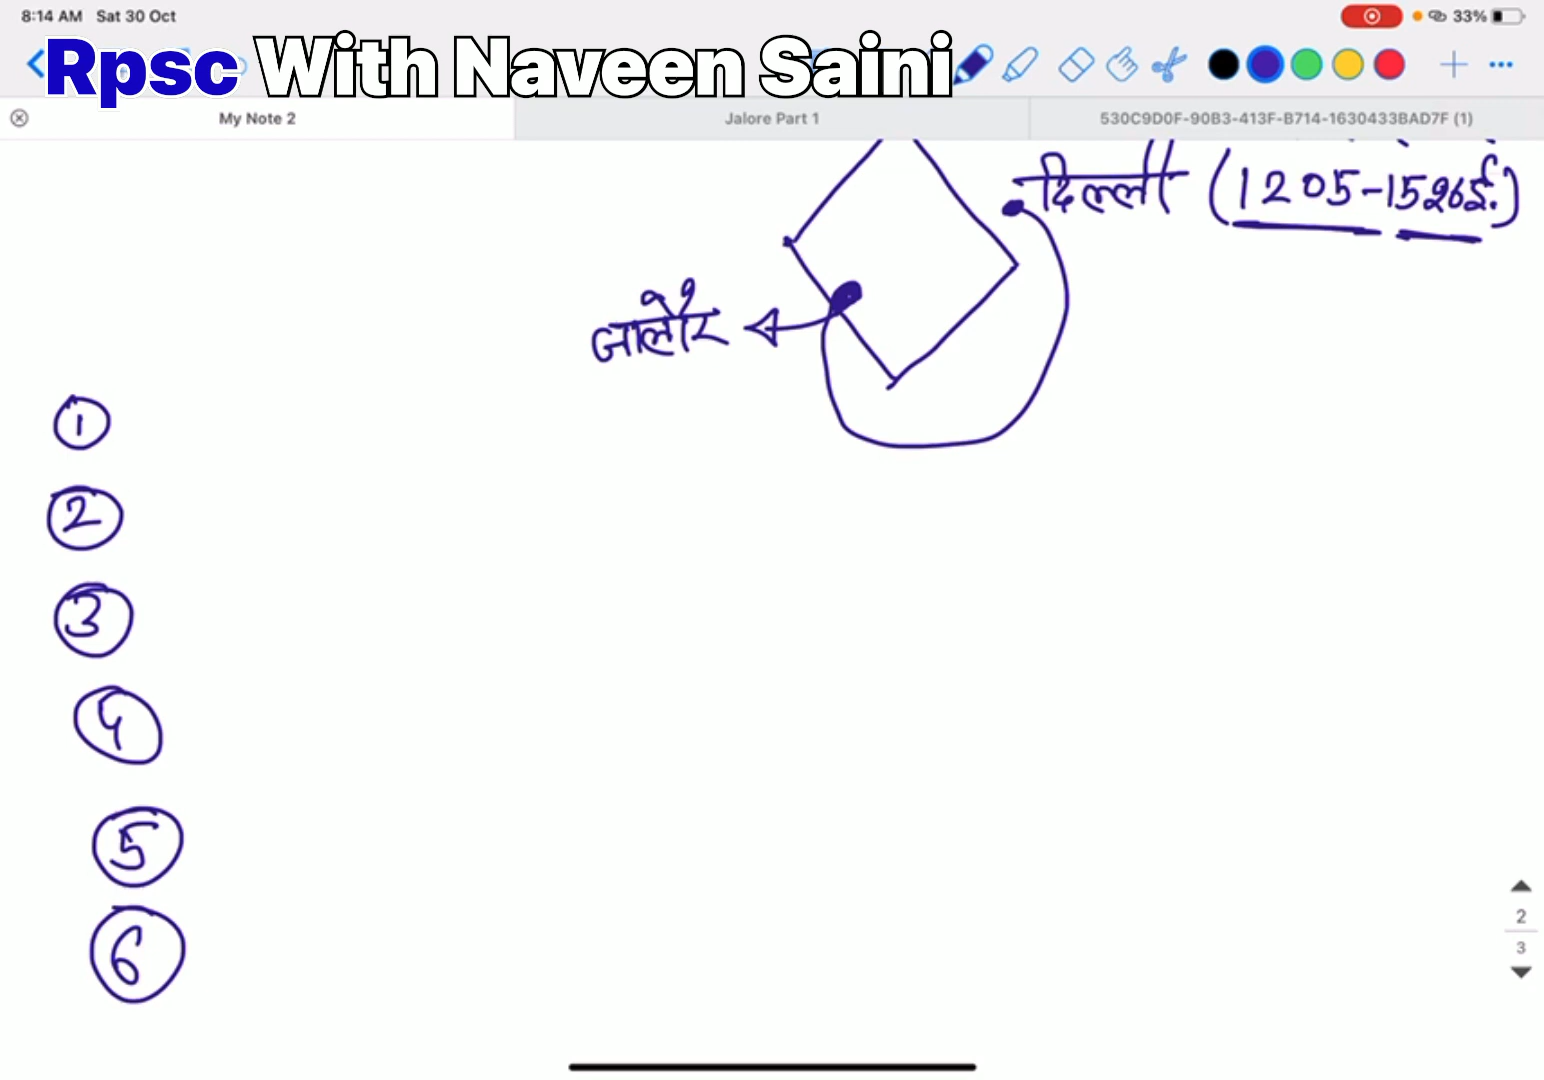 8:14 AM Sat 30 Oct
33%
Rpsc With Naveen Saini
My Note 2
Jalore Part 1
530C9D0F-90B3-413F-B714-1630433BAD7F (1)
दिल्ली (1205-1526ई.)
जालौर
1
2
3
4
5
6
2
3